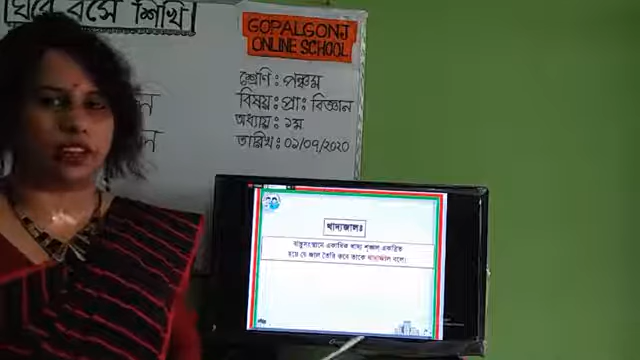 ঘরে বসে শিখি
GOPALGONJ
ONLINE SCHOOL
শ্রেণি : পঞ্চম
বিষয় : প্রাঃ বিজ্ঞান
অধ্যায় : ১ম
তারিখ : ০১/০৭/২০২০
খাদ্যজালঃ
একাধিক খাদ্য শৃঙ্খল একত্রিত
হয়ে যে জাল তৈরি করে তাকে খাদ্যজাল বলে।